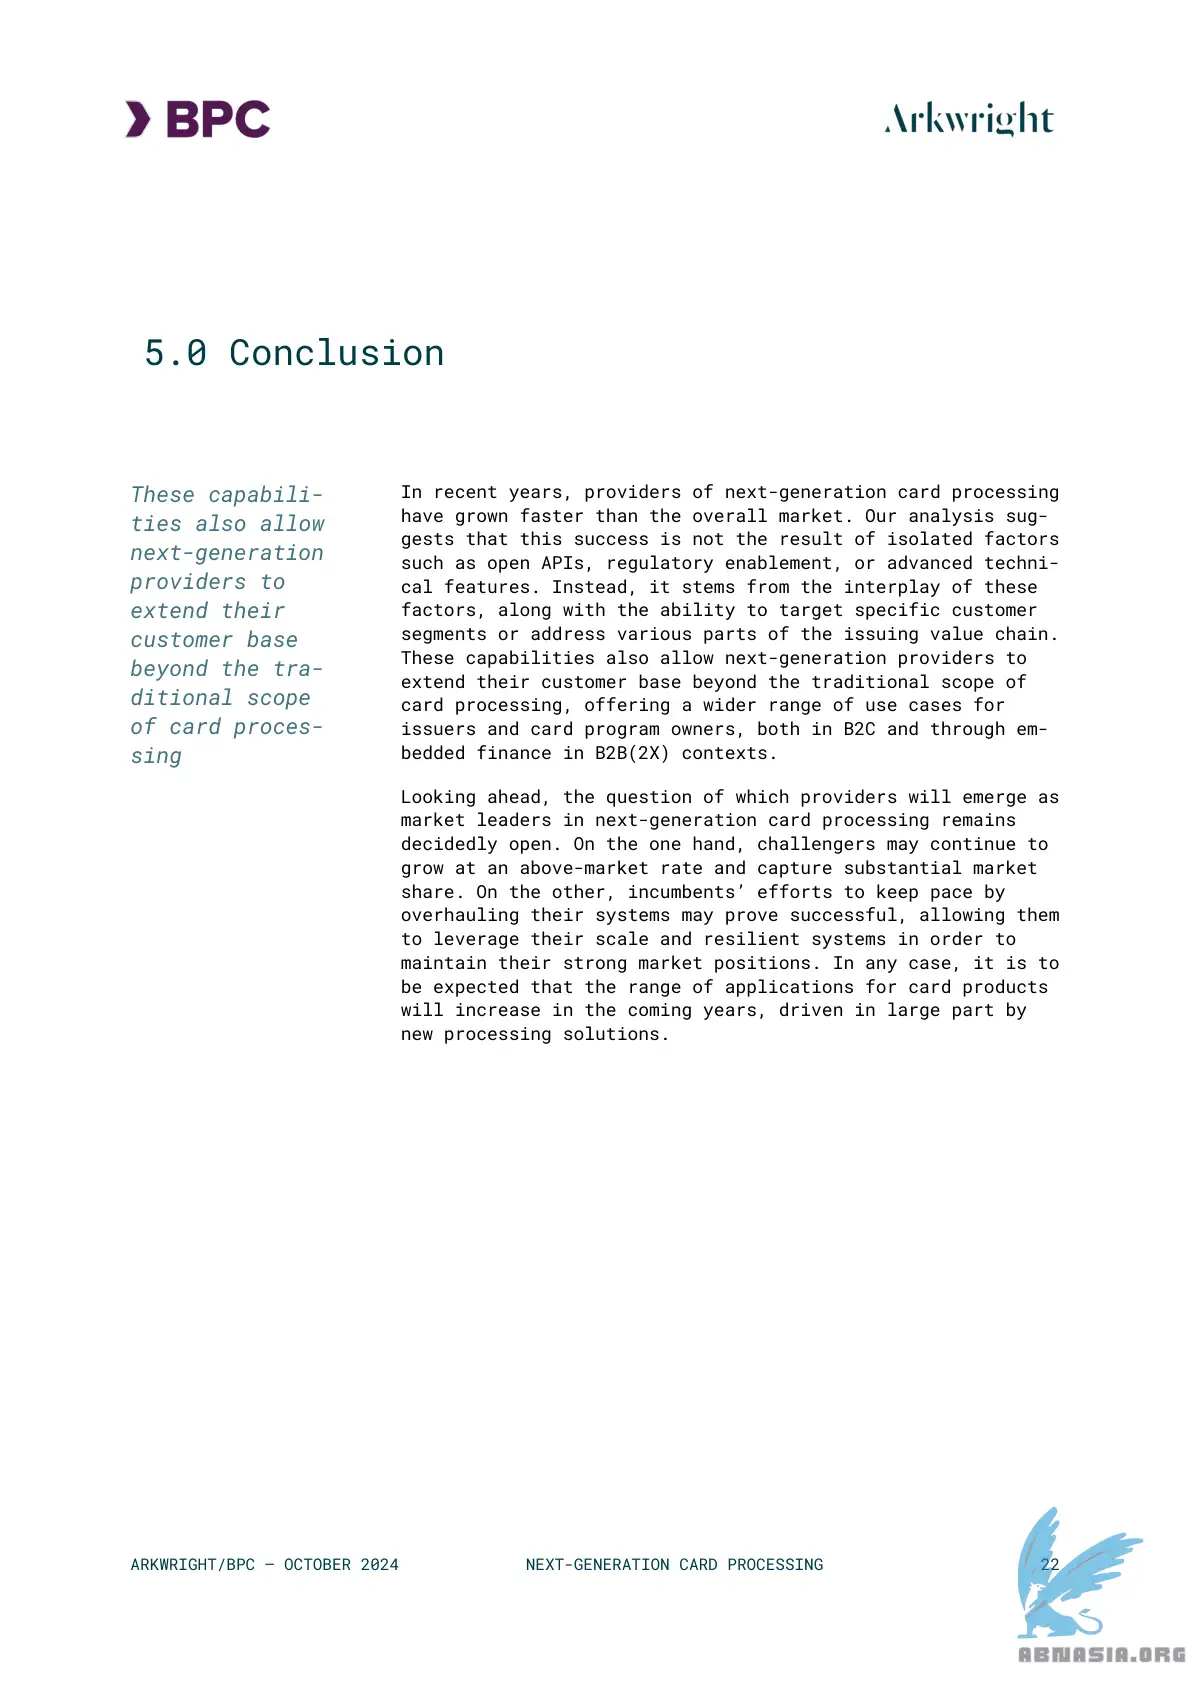 BPC
Arkwright
5.0 Conclusion
These capabili-
ties also allow
next-generation
providers to
extend their
customer base
beyond the tra-
ditional scope
of card proces-
sing
In recent years, providers of next-generation card processing
have grown faster than the overall market. Our analysis sug-
gests that this success is not the result of isolated factors
such as open APIs, regulatory enablement, or advanced techni-
cal features. Instead, it stems from the interplay of these
factors, along with the ability to target specific customer
segments or address various parts of the issuing value chain.
These capabilities also allow next-generation providers to
extend their customer base beyond the traditional scope of
card processing, offering a wider range of use cases for
issuers and card program owners, both in B2C and through em-
bedded finance in B2B(2X) contexts.
Looking ahead, the question of which providers will emerge as
market leaders in next-generation card processing remains
decidedly open. On the one hand, challengers may continue to
grow at an above-market rate and capture substantial market
share. On the other, incumbents’ efforts to keep pace by
overhauling their systems may prove successful, allowing them
to leverage their scale and resilient systems in order to
maintain their strong market positions. In any case, it is to
be expected that the range of applications for card products
will increase in the coming years, driven in large part by
new processing solutions.
ARKWRIGHT/BPC — OCTOBER 2024
NEXT-GENERATION CARD PROCESSING
22
ABNASIA.ORG